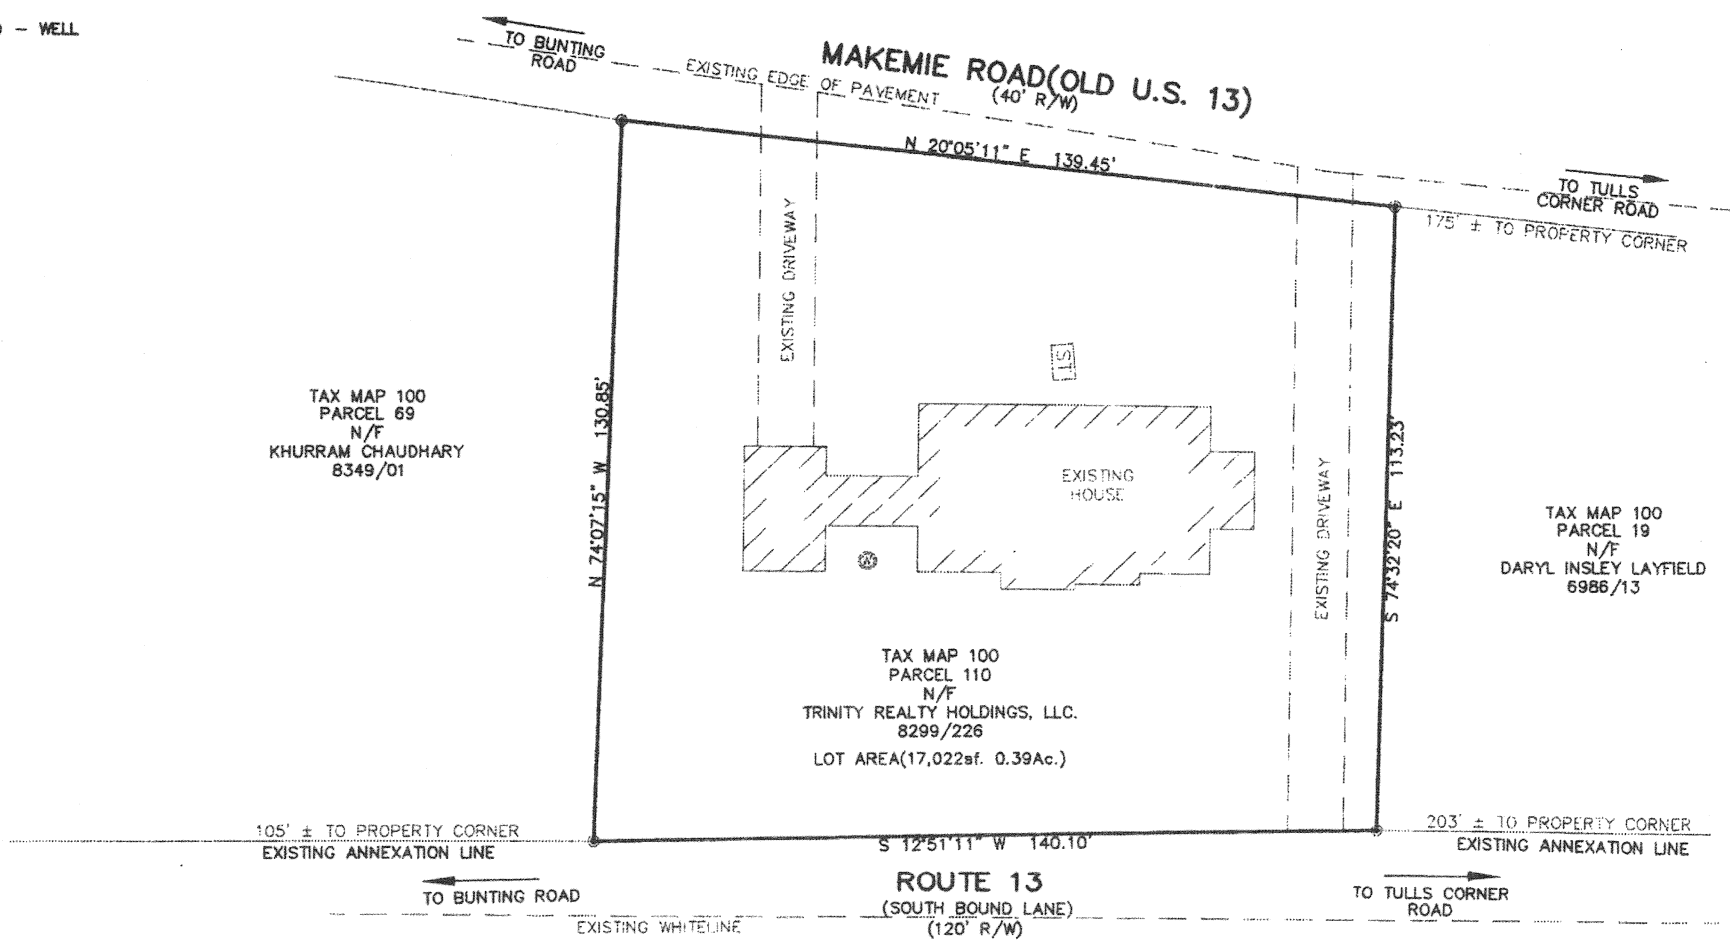 - WELL
TO BUNTING
ROAD
MAKEMIE ROAD(OLD U.S. 13)
(40' R/W)
EXISTING EDGE OF PAVEMENT
N 20°05'11" E 139.45'
TO TULLS
CORNER ROAD
175' ± TO PROPERTY CORNER
EXISTING DRIVEWAY
ST
TAX MAP 100
PARCEL 69
N/F
KHURRAM CHAUDHARY
8349/01
N 74°07'15" W 130.85'
EXISTING
HOUSE
W
EXISTING DRIVEWAY
S 74°32'20" E 113.23'
TAX MAP 100
PARCEL 19
N/F
DARYL INSLEY LAYFIELD
6986/13
TAX MAP 100
PARCEL 110
N/F
TRINITY REALTY HOLDINGS, LLC.
8299/226
LOT AREA(17,022sf. 0.39Ac.)
105' ± TO PROPERTY CORNER
EXISTING ANNEXATION LINE
S 12°51'11" W 140.10'
203' ± TO PROPERTY CORNER
EXISTING ANNEXATION LINE
TO BUNTING ROAD
ROUTE 13
(SOUTH BOUND LANE)
(120' R/W)
TO TULLS CORNER
ROAD
EXISTING WHITELINE